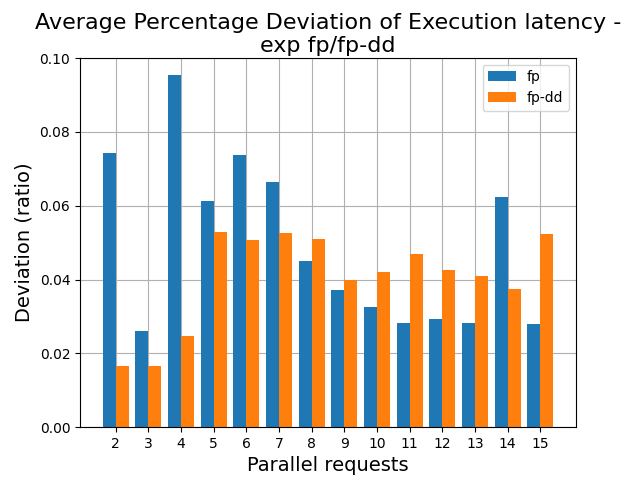 Average Percentage Deviation of Execution latency -
exp fp/fp-dd
fp
fp-dd
Deviation (ratio)
0.10
0.08
0.06
0.04
0.02
0.00
2 3 4 5 6 7 8 9 10 11 12 13 14 15
Parallel requests